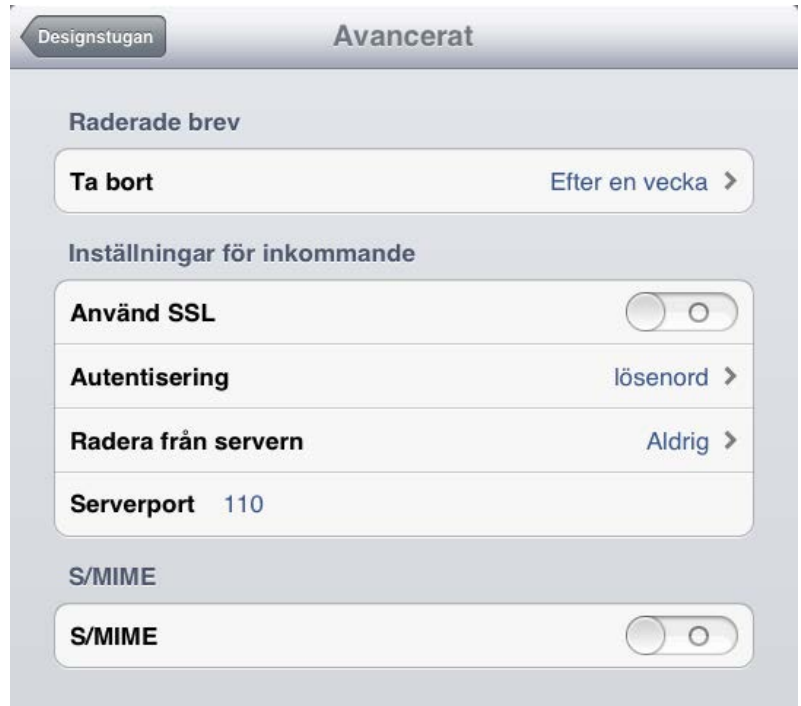 Designstugan
Avancerat
Raderade brev
Ta bort Efter en vecka
Inställningar för inkommande
Använd SSL
Autentisering lösenord
Radera från servern Aldrig
Serverport 110
S/MIME
S/MIME